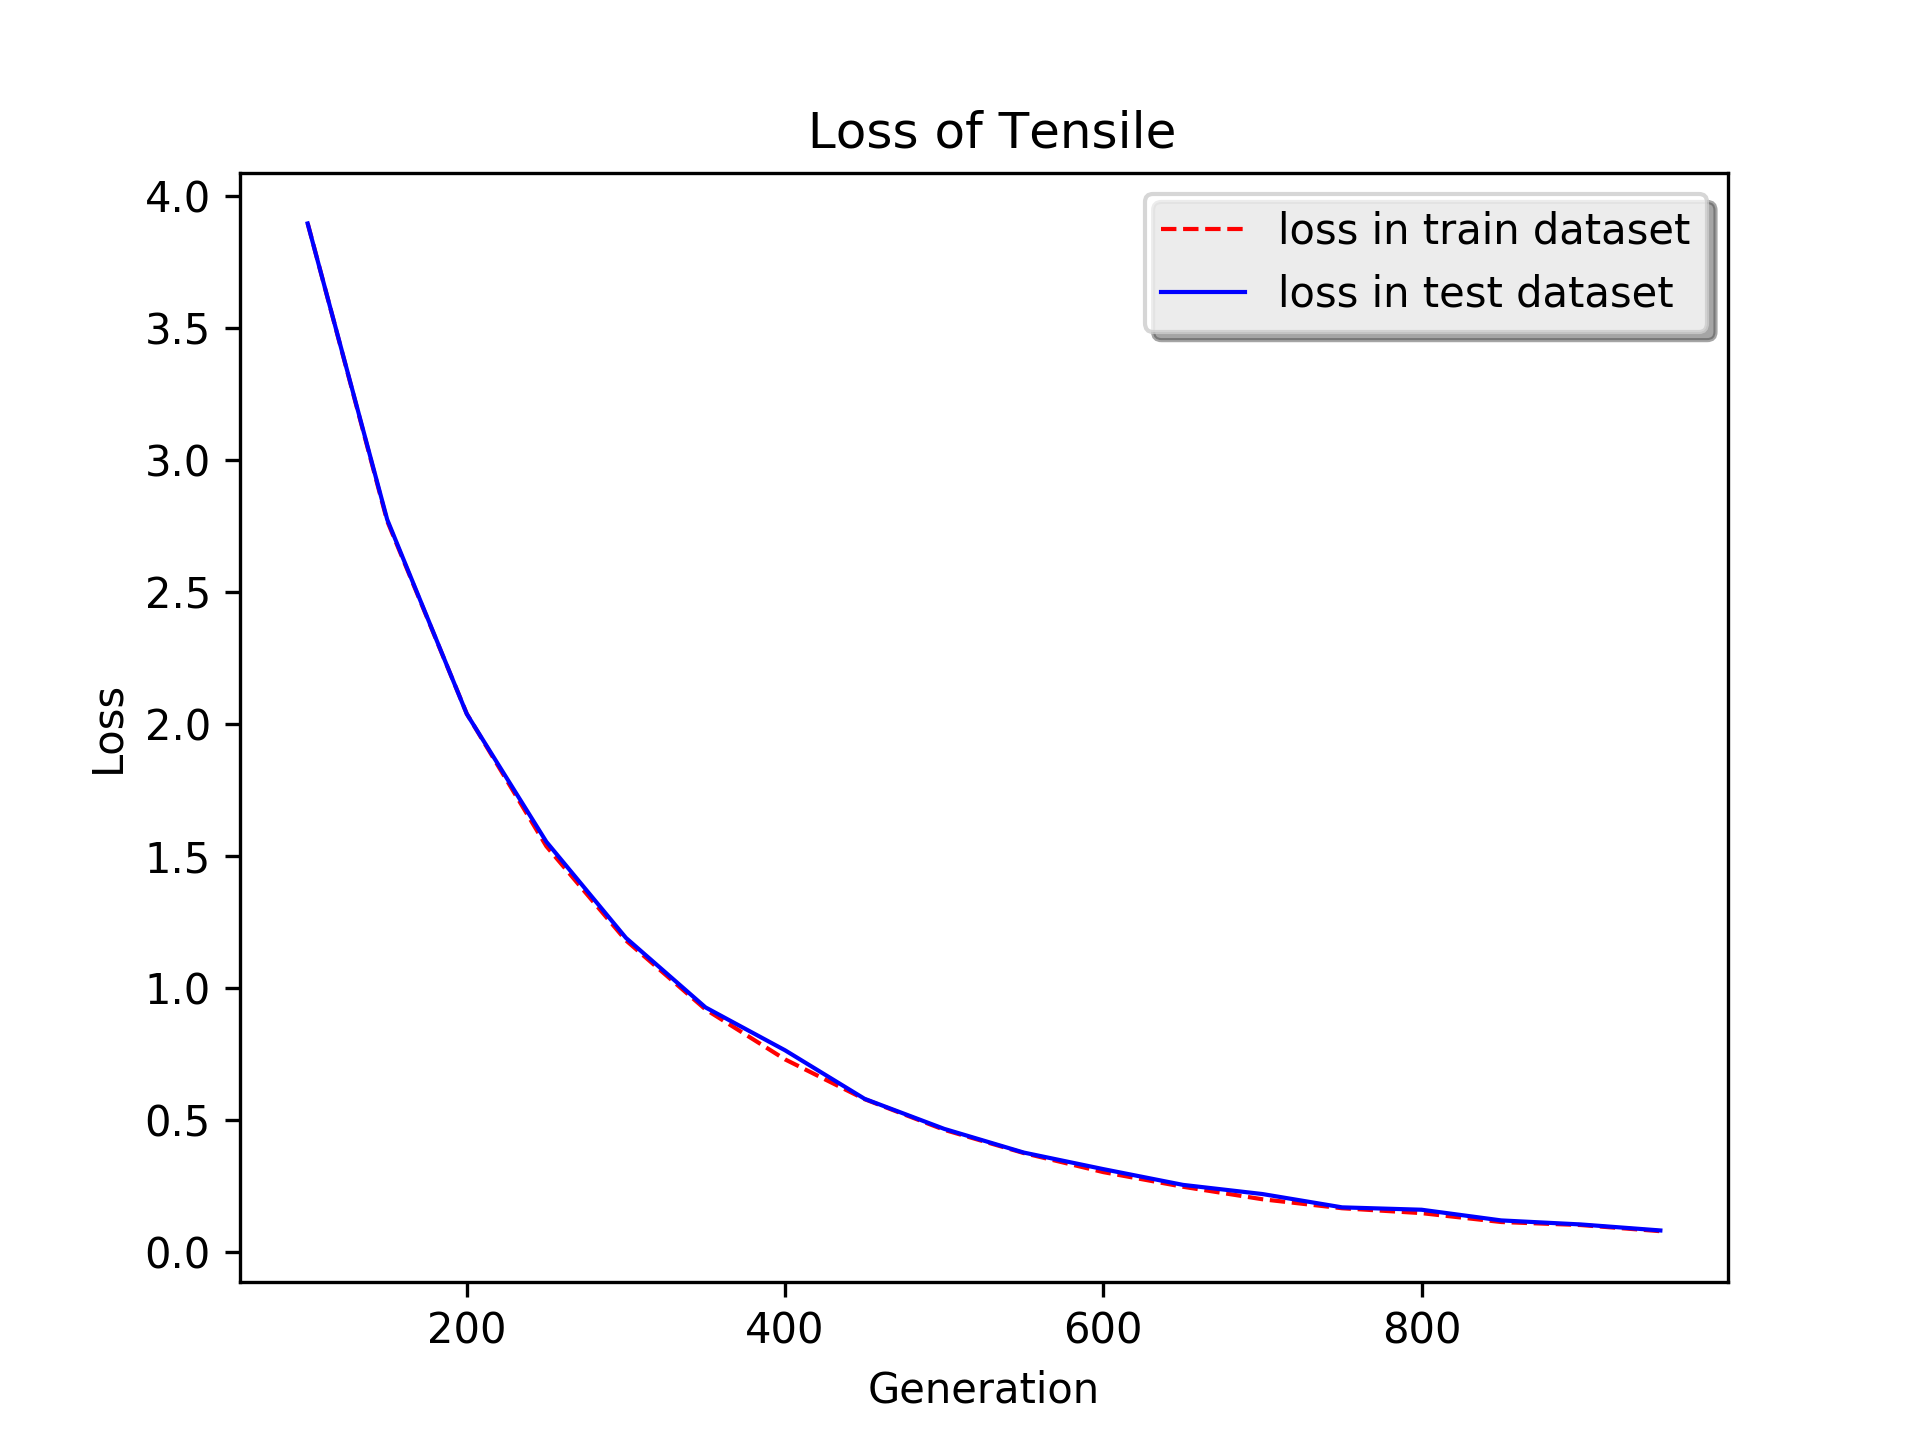 Loss of Tensile
loss in train dataset
loss in test dataset
4.0
3.5
3.0
2.5
2.0
1.5
1.0
0.5
0.0
Loss
200 400 600 800
Generation